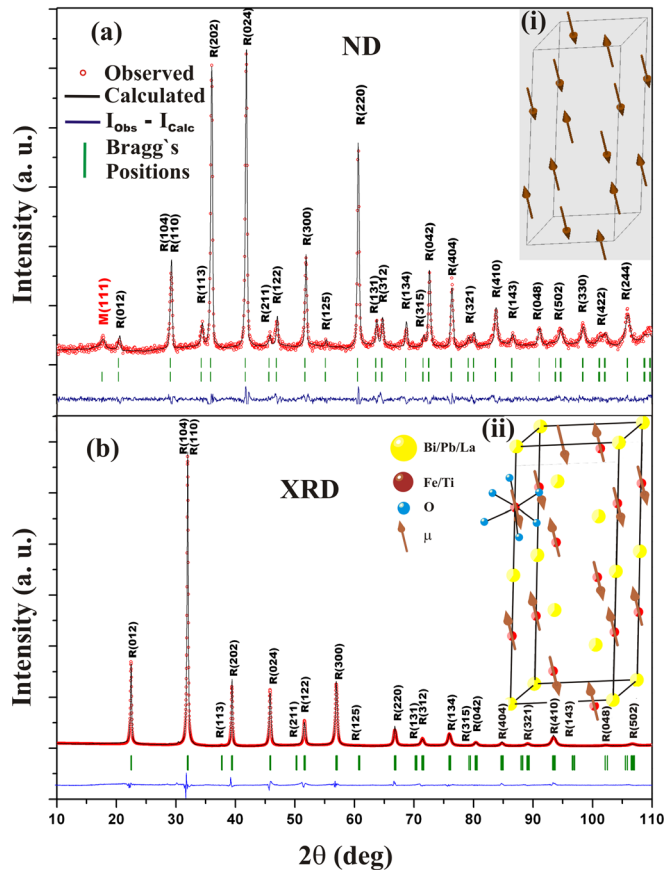 (a)
ND
(i)
Observed
Calculated
I_Obs - I_Calc
Bragg`s
Positions
Intensity (a. u.)
M(111)
R(012)
R(104)
R(110)
R(113)
R(202)
R(024)
R(211)
R(122)
R(300)
R(125)
R(220)
R(131)
R(312)
R(134)
R(315)
R(042)
R(404)
R(321)
R(410)
R(143)
R(048)
R(502)
R(330)
R(422)
R(244)
(b)
XRD
(ii)
Bi/Pb/La
Fe/Ti
O
μ
Intensity (a. u.)
R(012)
R(104)
R(110)
R(113)
R(202)
R(024)
R(211)
R(122)
R(300)
R(125)
R(220)
R(131)
R(312)
R(134)
R(315)
R(042)
R(404)
R(321)
R(410)
R(143)
R(048)
R(502)
10 20 30 40 50 60 70 80 90 100 110
2θ (deg)